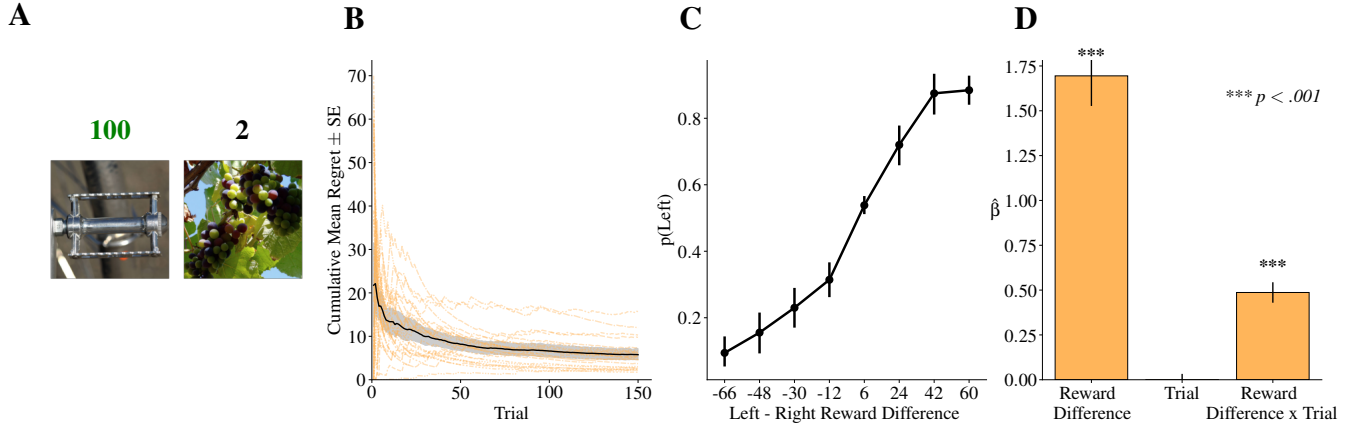 A
100
2
B
Cumulative Mean Regret ± SE
70
60
50
40
30
20
10
0
0
50
100
150
Trial
C
p(Left)
0.8
0.6
0.4
0.2
-66
-48
-30
-12
6
24
42
60
Left - Right Reward Difference
D
β̂
1.75
1.50
1.25
1.00
0.75
0.50
0.25
0.00
***
*** p < .001
***
Reward
Difference
Trial
Reward
Difference x Trial